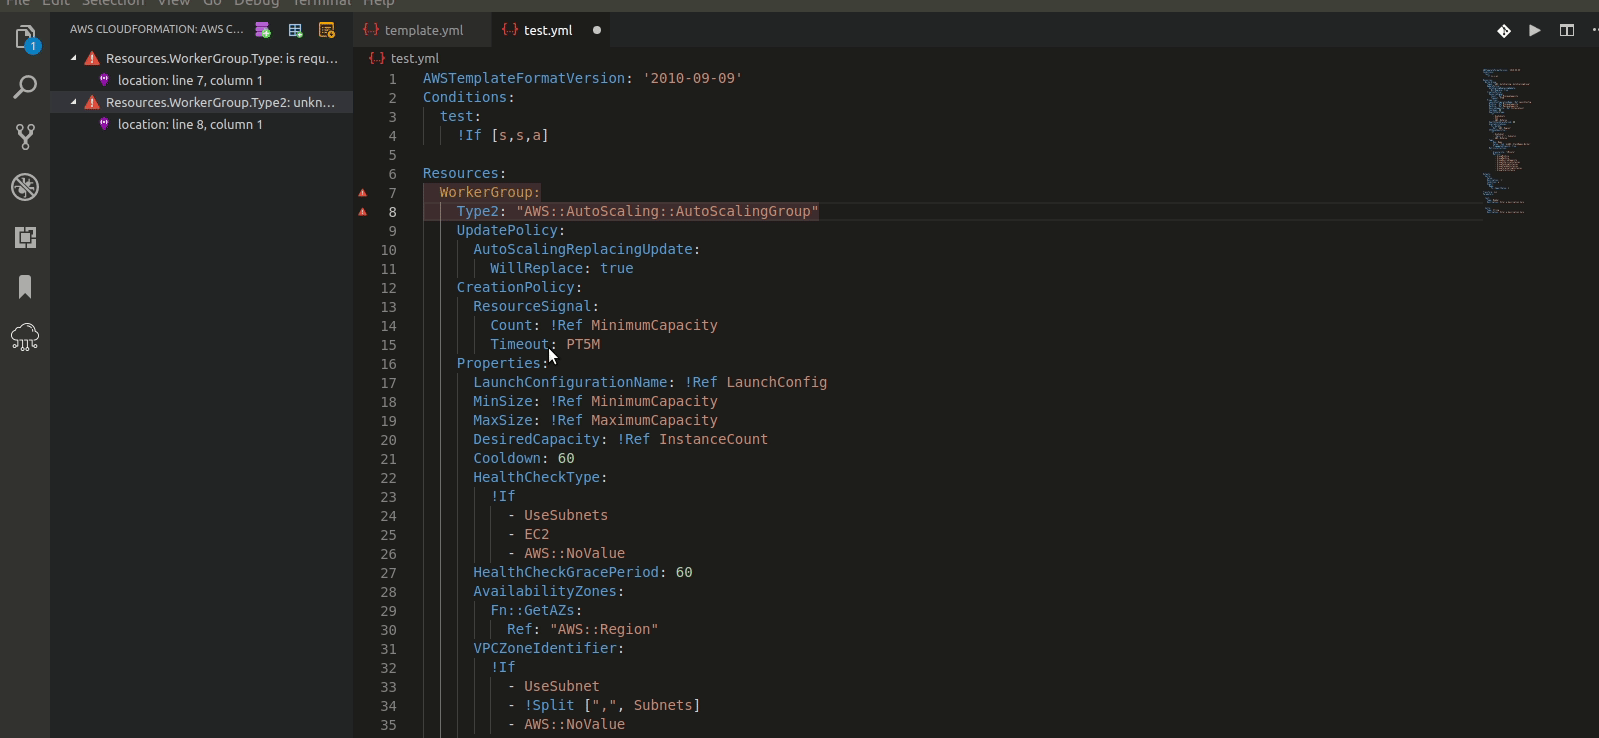 File Edit Selection View Go Debug Terminal Help
AWS CLOUDFORMATION: AWS C...
template.yml
test.yml
1
Resources.WorkerGroup.Type: is requ...
location: line 7, column 1
Resources.WorkerGroup.Type2: unkn...
location: line 8, column 1
test.yml
1 AWSTemplateFormatVersion: '2010-09-09'
2 Conditions:
3 test:
4 !If [s,s,a]
5
6 Resources:
7 WorkerGroup:
8 Type2: "AWS::AutoScaling::AutoScalingGroup"
9 UpdatePolicy:
10 AutoScalingReplacingUpdate:
11 WillReplace: true
12 CreationPolicy:
13 ResourceSignal:
14 Count: !Ref MinimumCapacity
15 Timeout: PT5M
16 Properties:
17 LaunchConfigurationName: !Ref LaunchConfig
18 MinSize: !Ref MinimumCapacity
19 MaxSize: !Ref MaximumCapacity
20 DesiredCapacity: !Ref InstanceCount
21 Cooldown: 60
22 HealthCheckType:
23 !If
24 - UseSubnets
25 - EC2
26 - AWS::NoValue
27 HealthCheckGracePeriod: 60
28 AvailabilityZones:
29 Fn::GetAZs:
30 Ref: "AWS::Region"
31 VPCZoneIdentifier:
32 !If
33 - UseSubnet
34 - !Split [",", Subnets]
35 - AWS::NoValue